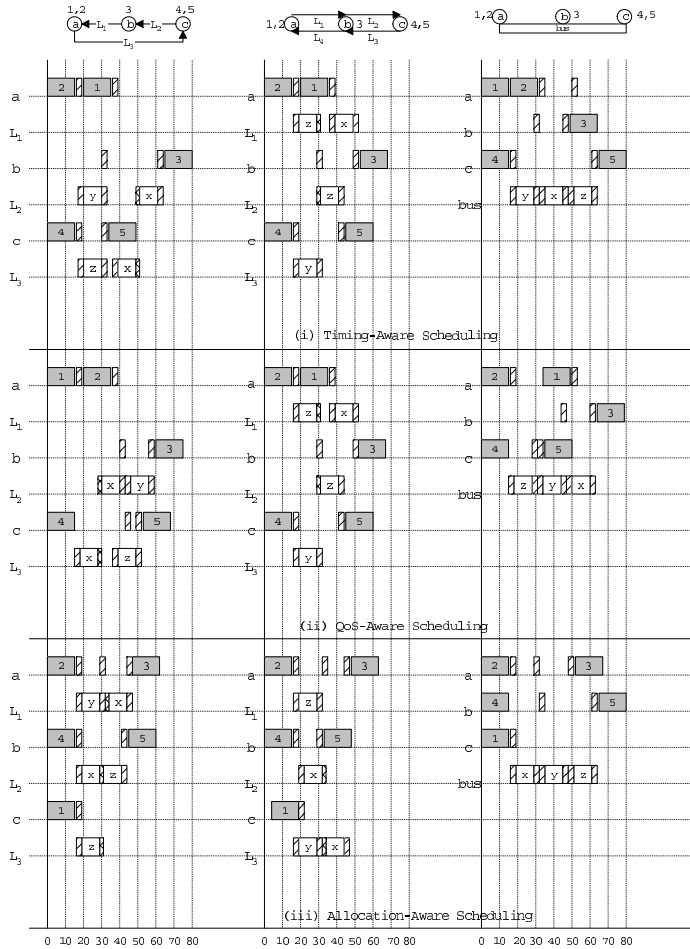 1,2 3 4,5
a L1 b L2 c
L3
1,2 a L1 b 3 L2 c 4,5
L4 L3
1,2 a b 3 c 4,5
bus
a 2 1
L1
b 3
L2 y x
c 4 5
L3 z x
a 2 1
L1 z x
b 3
L2 z
c 4 5
L3 y
a 1 2
b 3
c 4 5
bus y x z
(i) Timing-Aware Scheduling
a 1 2
L1
b 3
L2 x y
c 4 5
L3 x z
a 2 1
L1 z x
b 3
L2 z
c 4 5
L3 y
a 2 1
b 3
c 4 5
bus z y x
(ii) QoS-Aware Scheduling
a 2 3
L1 y x
b 4 5
L2 x z
c 1
L3 z
a 2 3
L1 z
b 4 5
L2 x
c 1
L3 y x
a 2 3
b 4 5
c 1
bus x y z
(iii) Allocation-Aware Scheduling
0 10 20 30 40 50 60 70 80
0 10 20 30 40 50 60 70 80
0 10 20 30 40 50 60 70 80